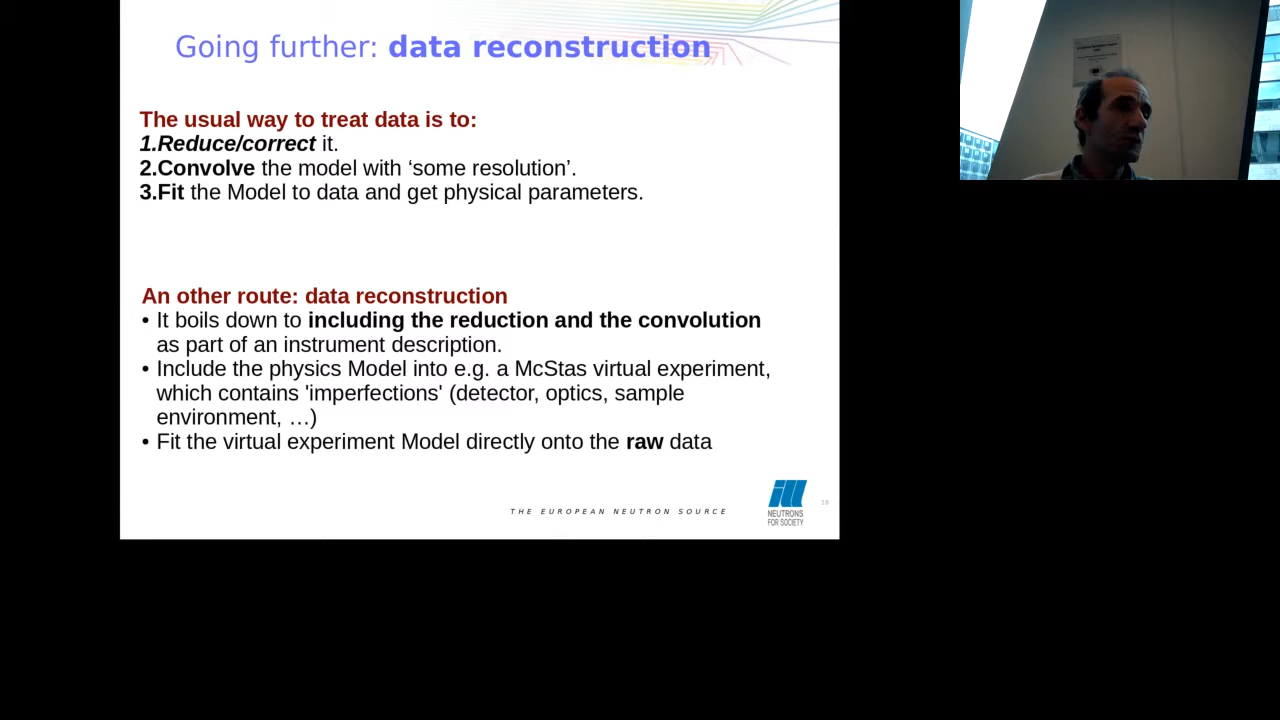 Going further: data reconstruction
The usual way to treat data is to:
1.Reduce/correct it.
2.Convolve the model with ‘some resolution’.
3.Fit the Model to data and get physical parameters.
An other route: data reconstruction
• It boils down to including the reduction and the convolution
as part of an instrument description.
• Include the physics Model into e.g. a McStas virtual experiment,
which contains 'imperfections' (detector, optics, sample
environment, …)
• Fit the virtual experiment Model directly onto the raw data
THE EUROPEAN NEUTRON SOURCE
ill
NEUTRONS
FOR SOCIETY